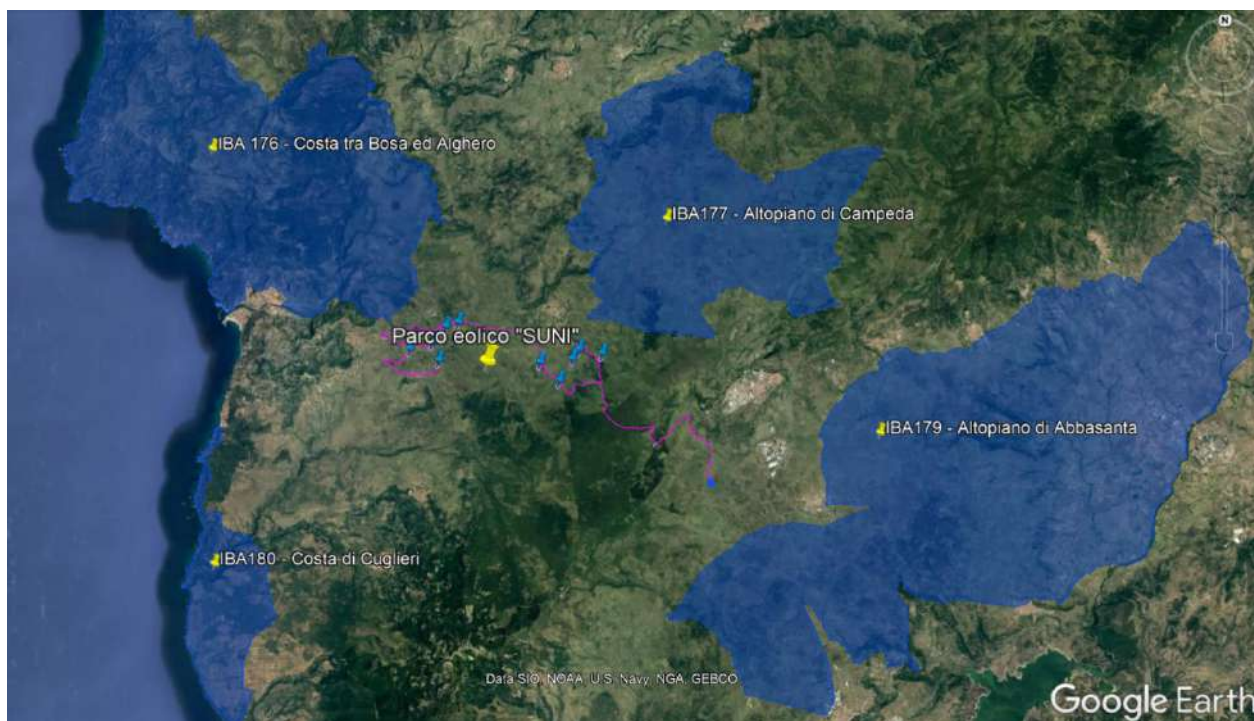 N
IBA 176 - Costa tra Bosa ed Alghero
IBA177 - Altopiano di Campeda
Parco eolico "SUNI"
IBA179 - Altopiano di Abbasanta
IBA180 - Costa di Cuglieri
Data SIO, NOAA, U.S. Navy, NGA, GEBCO
Google Earth